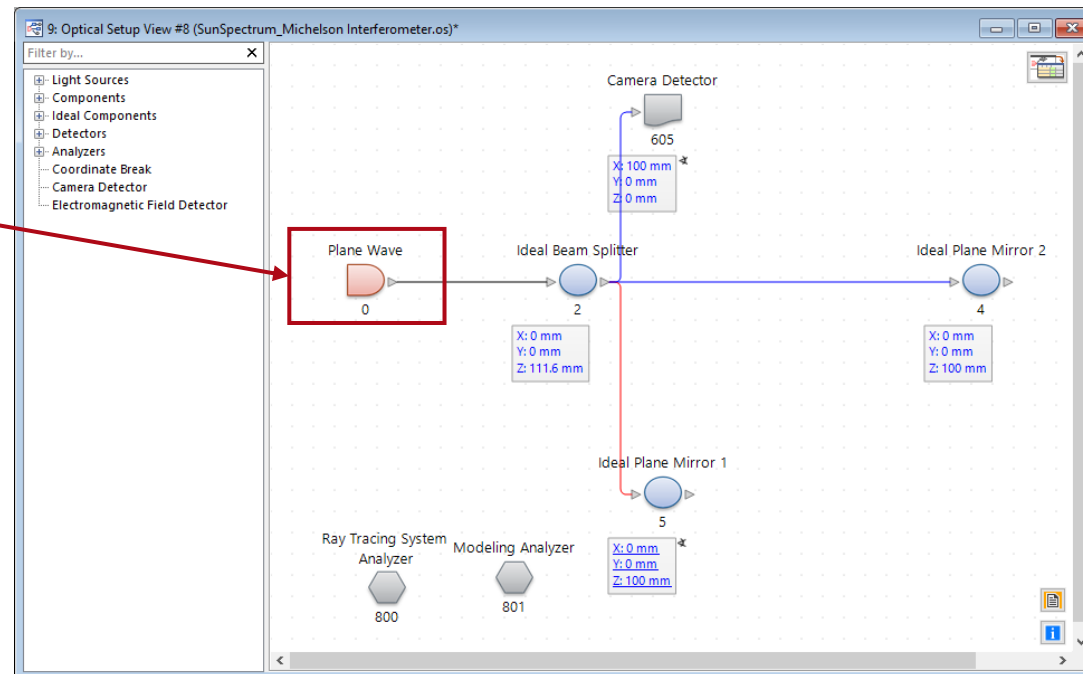 9: Optical Setup View #8 (SunSpectrum_Michelson Interferometer.os)*
Filter by...
Light Sources
Components
Ideal Components
Detectors
Analyzers
Coordinate Break
Camera Detector
Electromagnetic Field Detector
Camera Detector
605
X: 100 mm
Y: 0 mm
Z: 0 mm
Plane Wave
0
Ideal Beam Splitter
2
X: 0 mm
Y: 0 mm
Z: 111.6 mm
Ideal Plane Mirror 2
4
X: 0 mm
Y: 0 mm
Z: 100 mm
Ideal Plane Mirror 1
5
X: 0 mm
Y: 0 mm
Z: 100 mm
Ray Tracing System
Analyzer
800
Modeling Analyzer
801